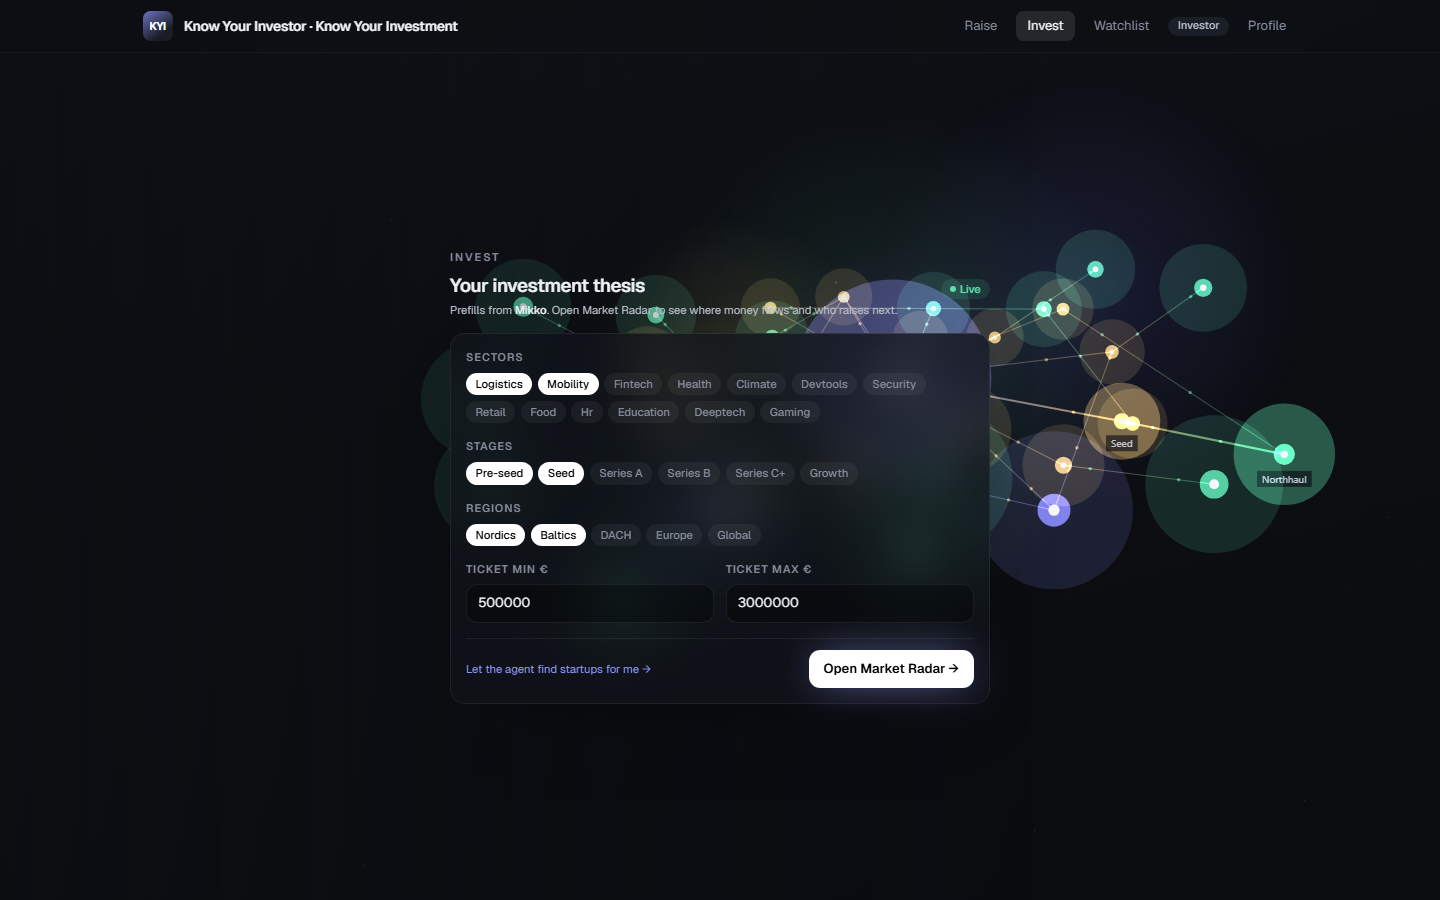 KYI Know Your Investor · Know Your Investment Raise Invest Watchlist Investor Profile
INVEST
Your investment thesis
Live
Prefills from Mikko. Open Market Radar to see where money flows and who raises next.
SECTORS
Logistics Mobility Fintech Health Climate Devtools Security
Retail Food Hr Education Deeptech Gaming
STAGES
Pre-seed Seed Series A Series B Series C+ Growth
REGIONS
Nordics Baltics DACH Europe Global
TICKET MIN € TICKET MAX €
500000 3000000
Let the agent find startups for me →
Open Market Radar →
Seed
Northhaul